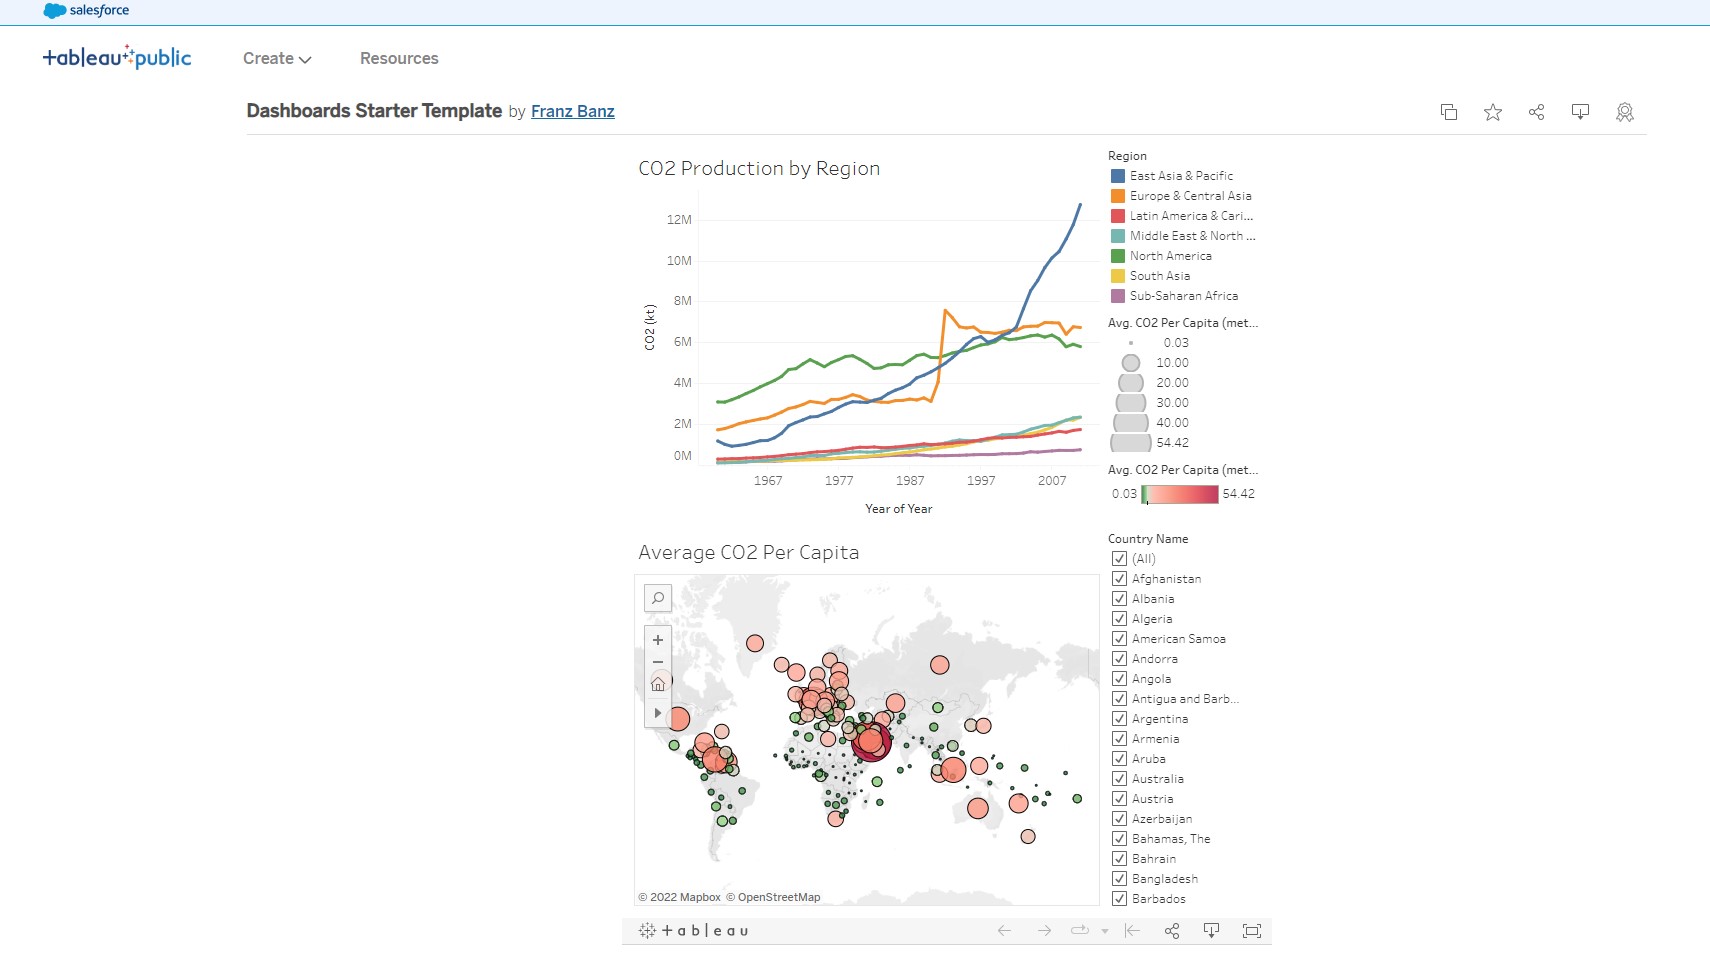 salesforce
+ableau public
Create
Resources
Dashboards Starter Template by Franz Banz
CO2 Production by Region
CO2 (kt)
12M
10M
8M
6M
4M
2M
0M
1967 1977 1987 1997 2007
Year of Year
Region
East Asia & Pacific
Europe & Central Asia
Latin America & Cari...
Middle East & North ...
North America
South Asia
Sub-Saharan Africa
Avg. CO2 Per Capita (met...
0.03
10.00
20.00
30.00
40.00
54.42
Avg. CO2 Per Capita (met...
0.03 54.42
Average CO2 Per Capita
© 2022 Mapbox © OpenStreetMap
Country Name
(All)
Afghanistan
Albania
Algeria
American Samoa
Andorra
Angola
Antigua and Barb...
Argentina
Armenia
Aruba
Australia
Austria
Azerbaijan
Bahamas, The
Bahrain
Bangladesh
Barbados
+ableau